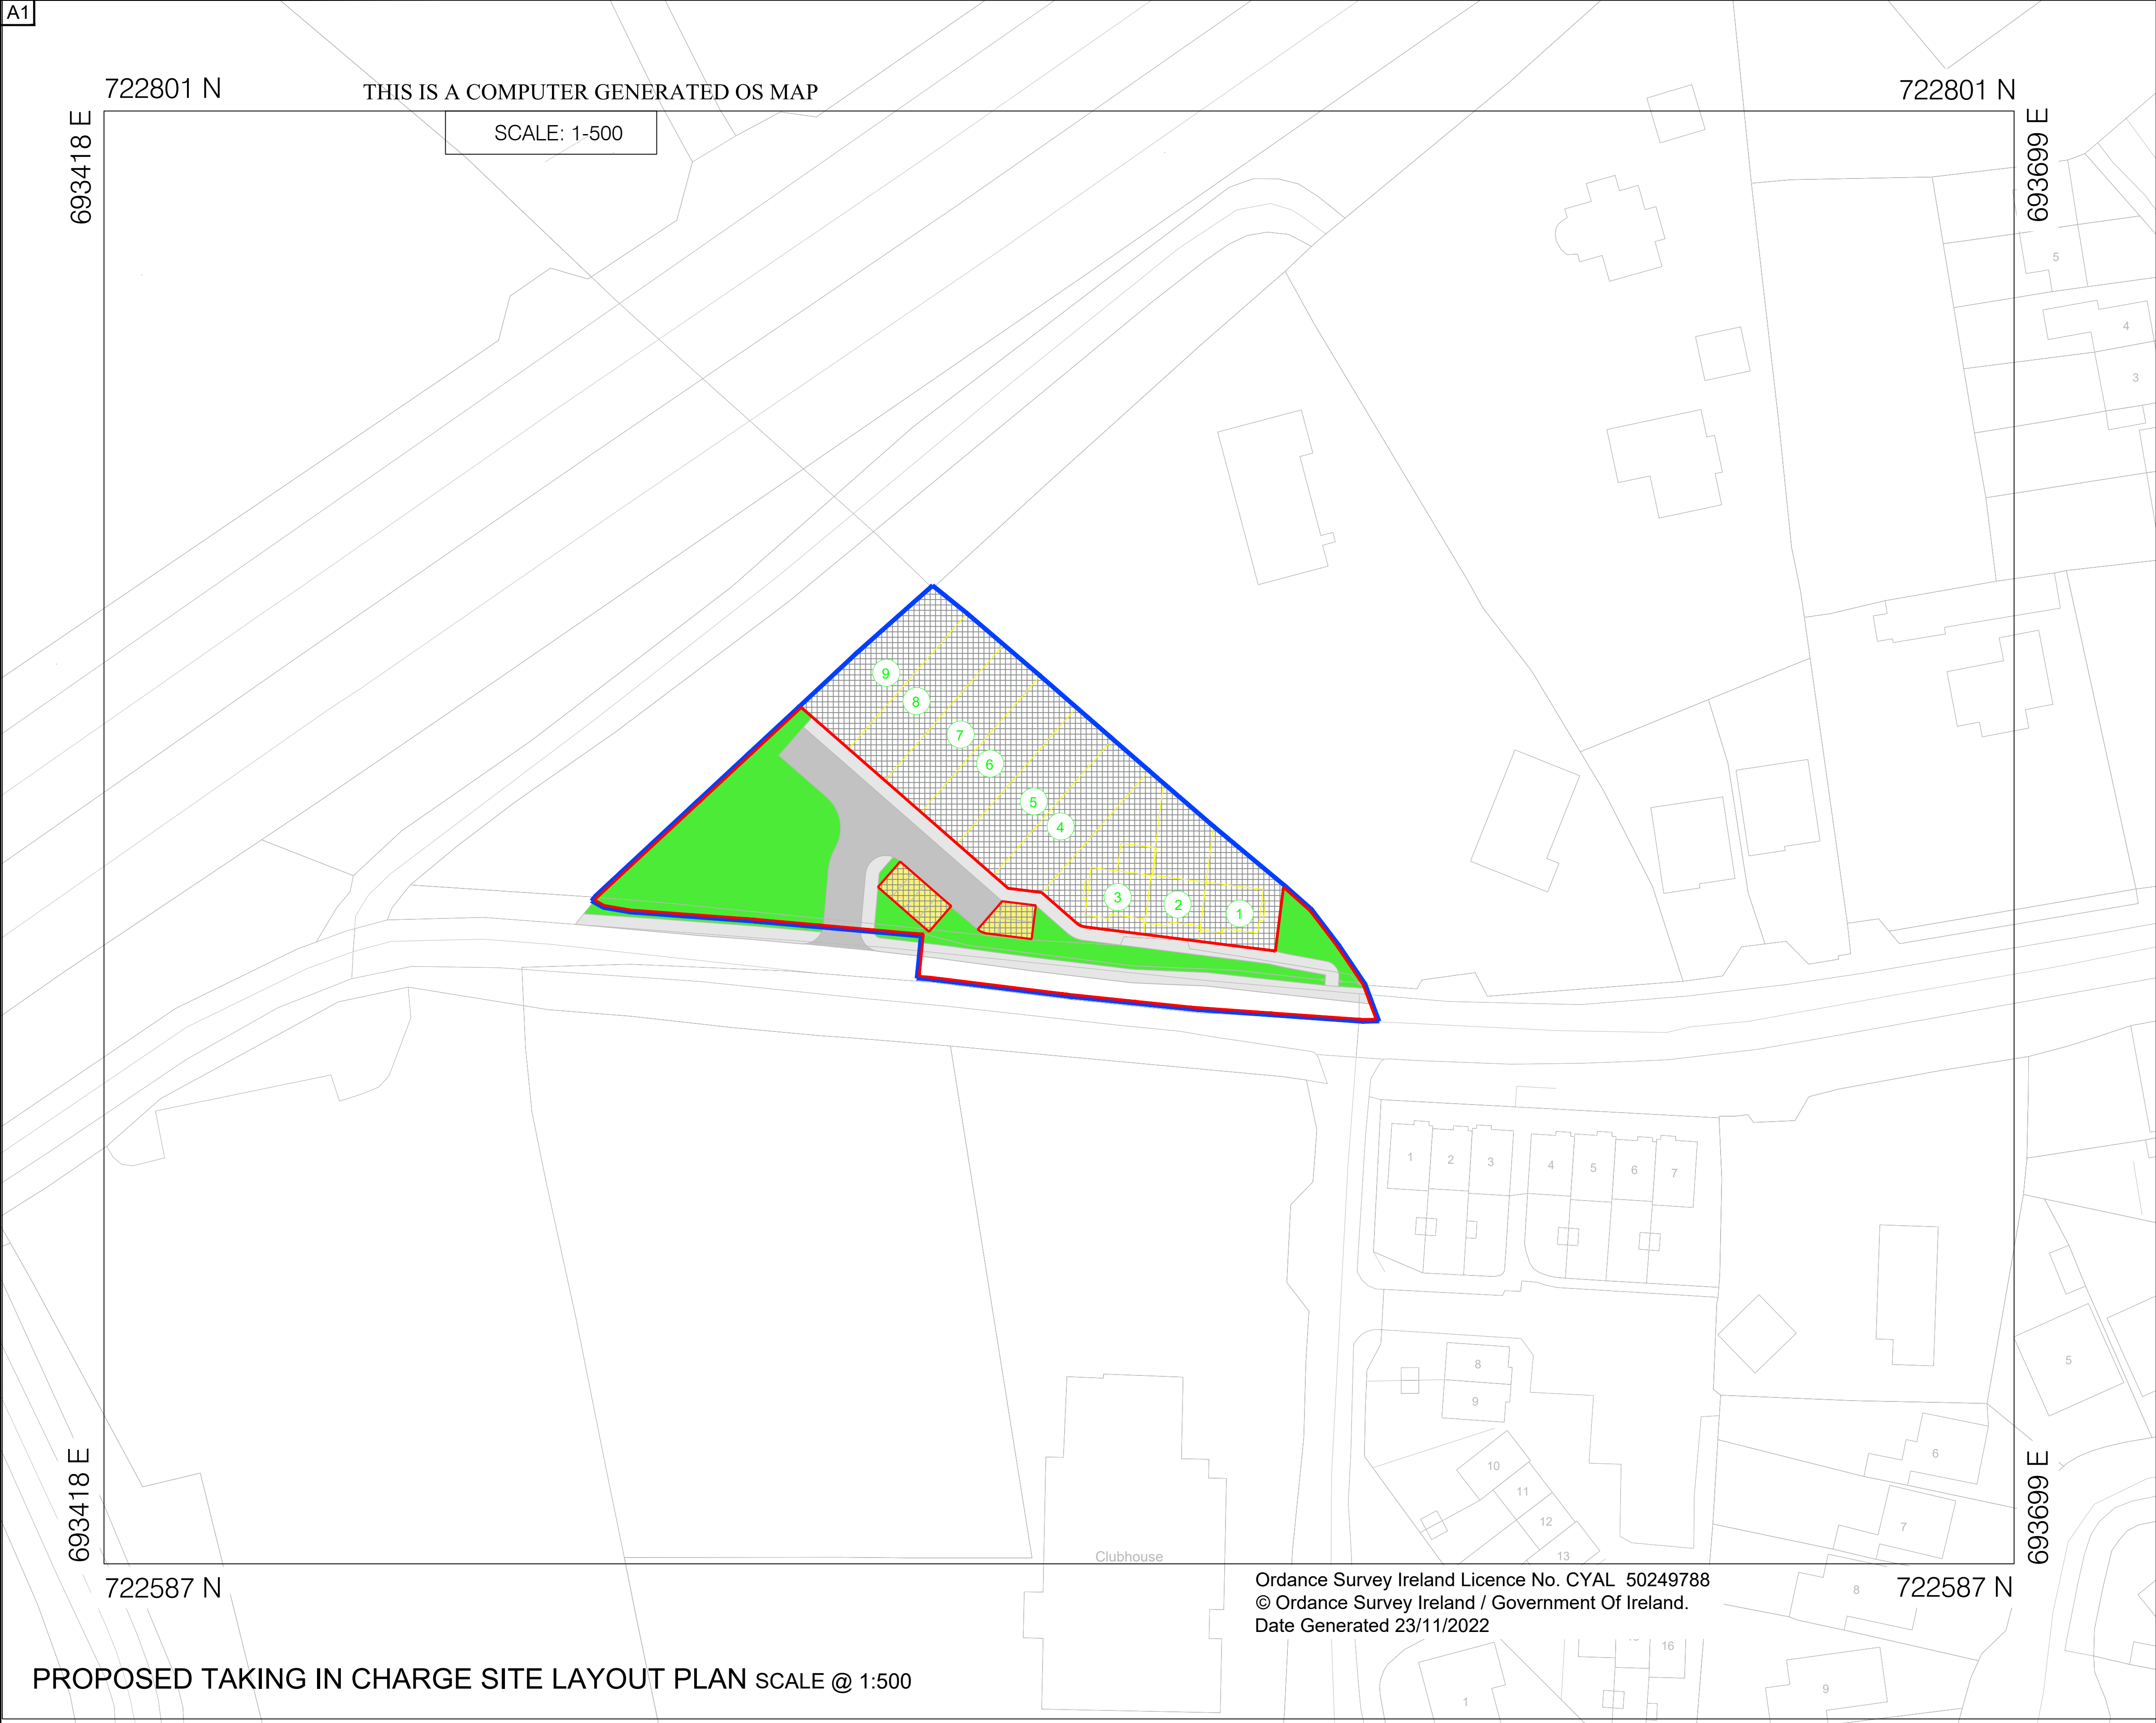 A1
722801 N
THIS IS A COMPUTER GENERATED OS MAP
722801 N
693418 E
SCALE: 1-500
693699 E
5
4
3
9
8
7
6
5
4
3
2
1
1
2
3
4
5
6
7
8
9
10
11
12
13
5
6
7
8
9
16
1
Clubhouse
693418 E
693699 E
722587 N
722587 N
Ordance Survey Ireland Licence No. CYAL  50249788
© Ordance Survey Ireland / Government Of Ireland.
Date Generated 23/11/2022
PROPOSED TAKING IN CHARGE SITE LAYOUT PLAN SCALE @ 1:500